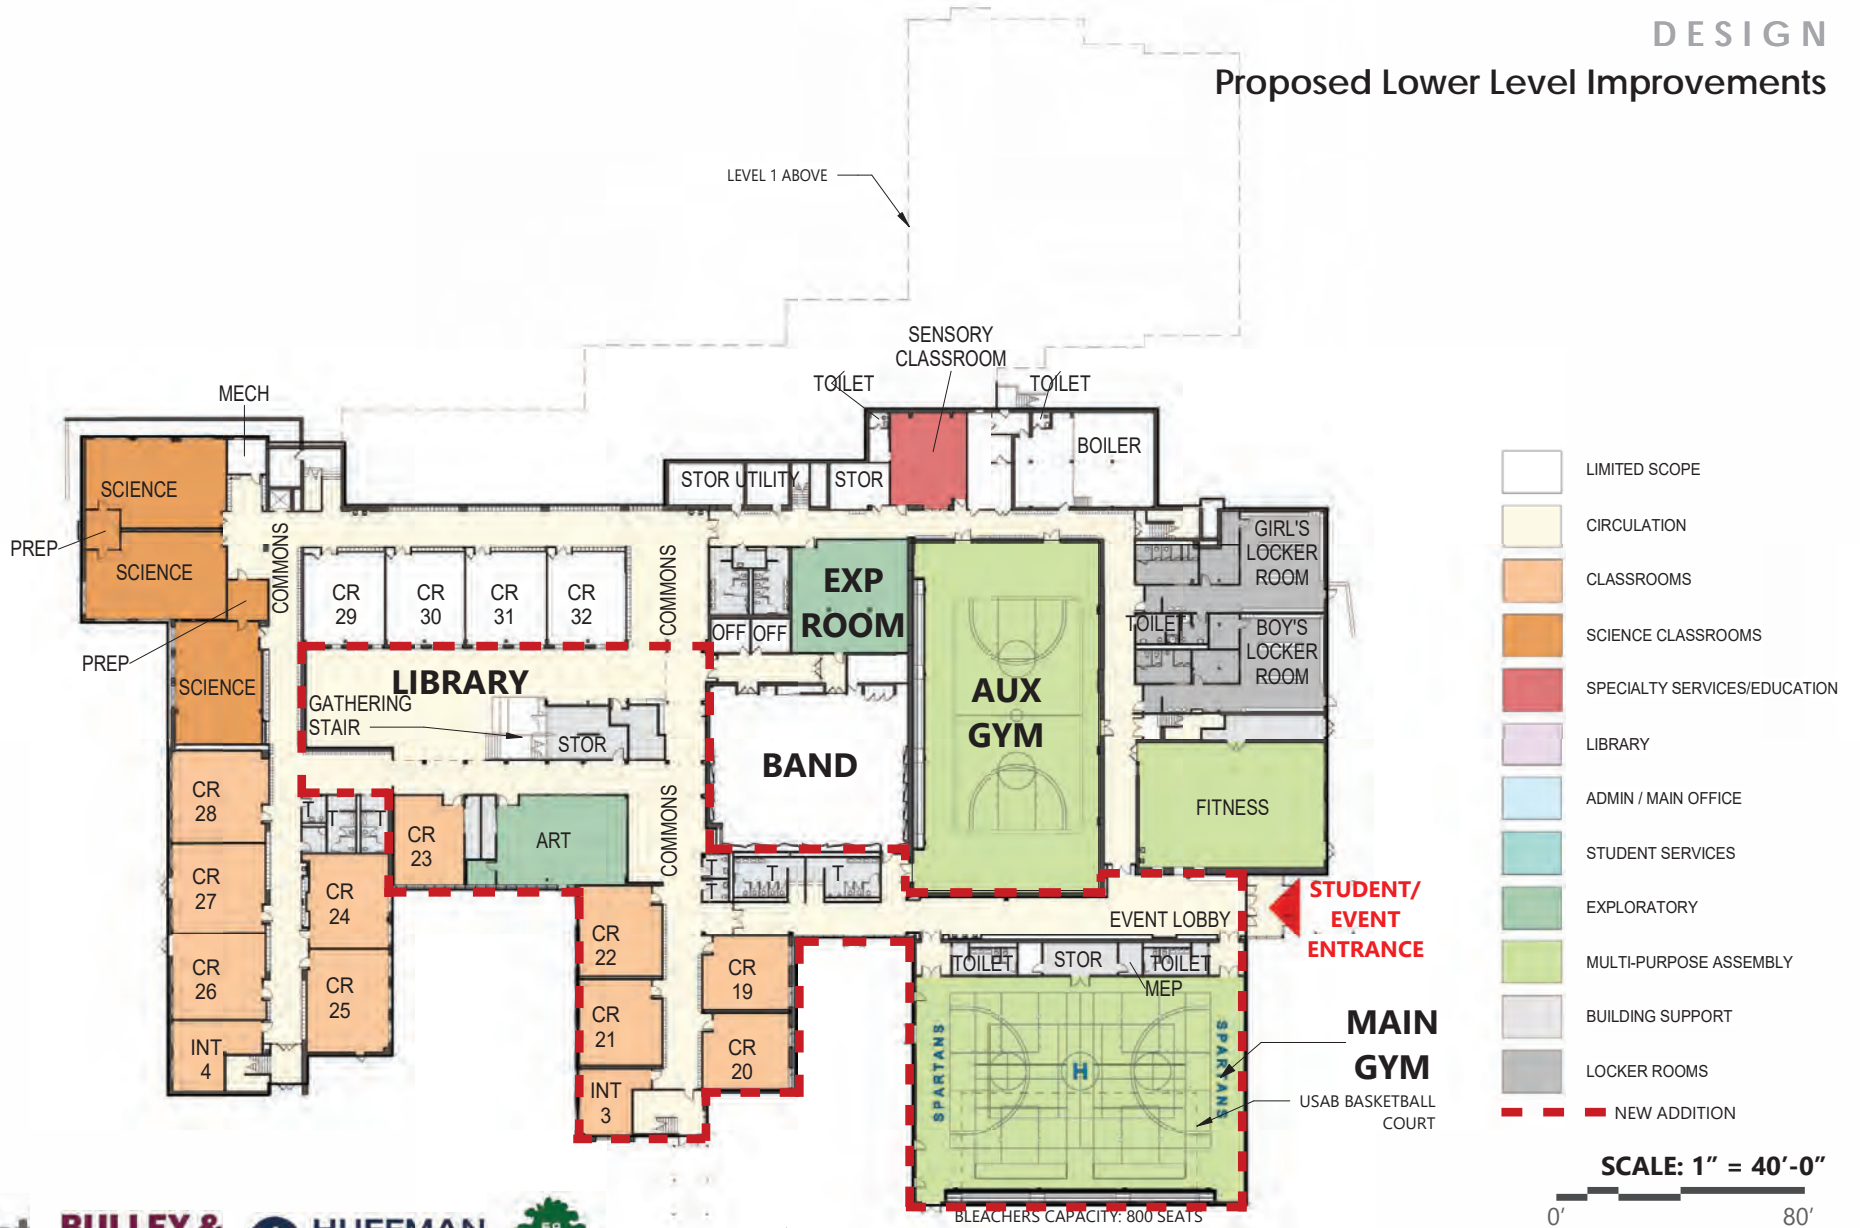 DESIGN
Proposed Lower Level Improvements
LEVEL 1 ABOVE
SENSORY
CLASSROOM
TOILET
TOILET
MECH
BOILER
STOR
UTILITY
STOR
SCIENCE
PREP
SCIENCE
COMMONS
COMMONS
GIRL'S
LOCKER
ROOM
CR
29
CR
30
CR
31
CR
32
EXP
ROOM
OFF
OFF
TOILET
BOY'S
LOCKER
ROOM
PREP
SCIENCE
LIBRARY
GATHERING
STAIR
STOR
AUX
GYM
BAND
CR
28
T
T
T
CR
23
ART
COMMONS
FITNESS
CR
27
CR
24
T
T
T
T
STUDENT/
EVENT
ENTRANCE
EVENT LOBBY
CR
22
CR
26
CR
25
CR
19
TOILET
STOR
TOILET
MEP
CR
21
CR
20
INT
4
INT
3
SPARTANS
H
SPARTANS
MAIN
GYM
USAB BASKETBALL
COURT
BLEACHERS CAPACITY: 800 SEATS
LIMITED SCOPE
CIRCULATION
CLASSROOMS
SCIENCE CLASSROOMS
SPECIALTY SERVICES/EDUCATION
LIBRARY
ADMIN / MAIN OFFICE
STUDENT SERVICES
EXPLORATORY
MULTI-PURPOSE ASSEMBLY
BUILDING SUPPORT
LOCKER ROOMS
NEW ADDITION
SCALE: 1" = 40'-0"
0'
80'